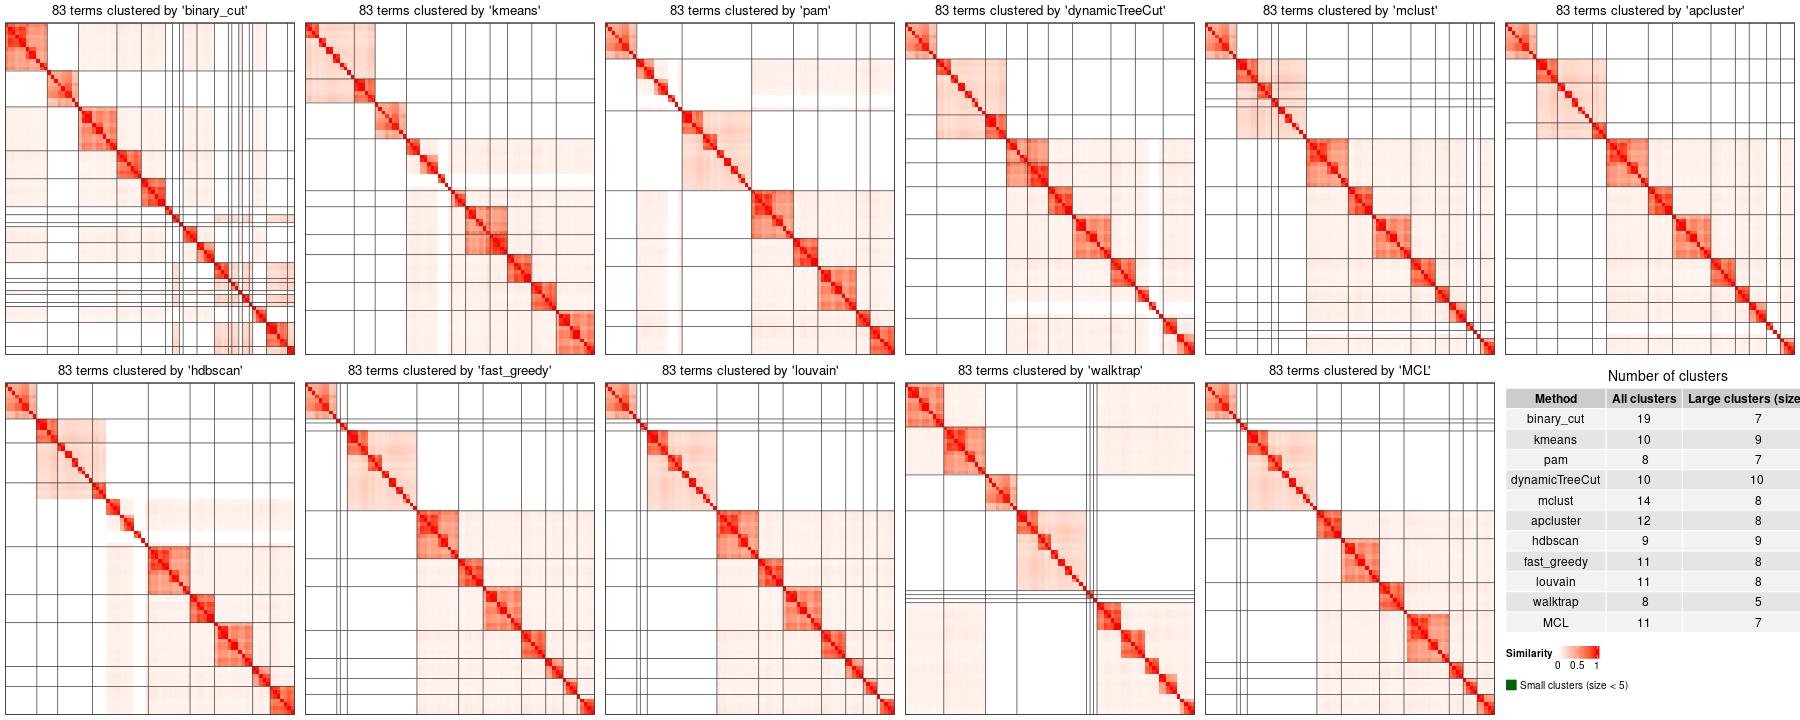 83 terms clustered by 'binary_cut'
83 terms clustered by 'kmeans'
83 terms clustered by 'pam'
83 terms clustered by 'dynamicTreeCut'
83 terms clustered by 'mclust'
83 terms clustered by 'apcluster'
83 terms clustered by 'hdbscan'
83 terms clustered by 'fast_greedy'
83 terms clustered by 'louvain'
83 terms clustered by 'walktrap'
83 terms clustered by 'MCL'
Number of clusters
Method All clusters Large clusters (size
binary_cut 19 7
kmeans 10 9
pam 8 7
dynamicTreeCut 10 10
mclust 14 8
apcluster 12 8
hdbscan 9 9
fast_greedy 11 8
louvain 11 8
walktrap 8 5
MCL 11 7
Similarity
0 0.5 1
Small clusters (size < 5)